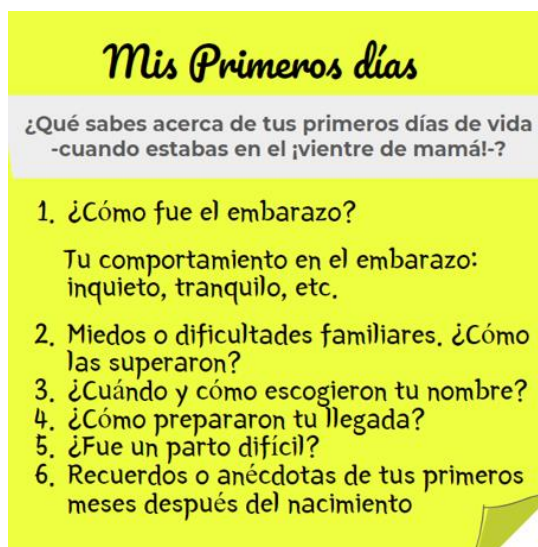 Mis Primeros días
¿Qué sabes acerca de tus primeros días de vida
-cuando estabas en el ¡vientre de mamá!-?
1. ¿Cómo fue el embarazo?
Tu comportamiento en el embarazo:
inquieto, tranquilo, etc.
2. Miedos o dificultades familiares. ¿Cómo
las superaron?
3. ¿Cuándo y cómo escogieron tu nombre?
4. ¿Cómo prepararon tu llegada?
5. ¿Fue un parto difícil?
6. Recuerdos o anécdotas de tus primeros
meses después del nacimiento